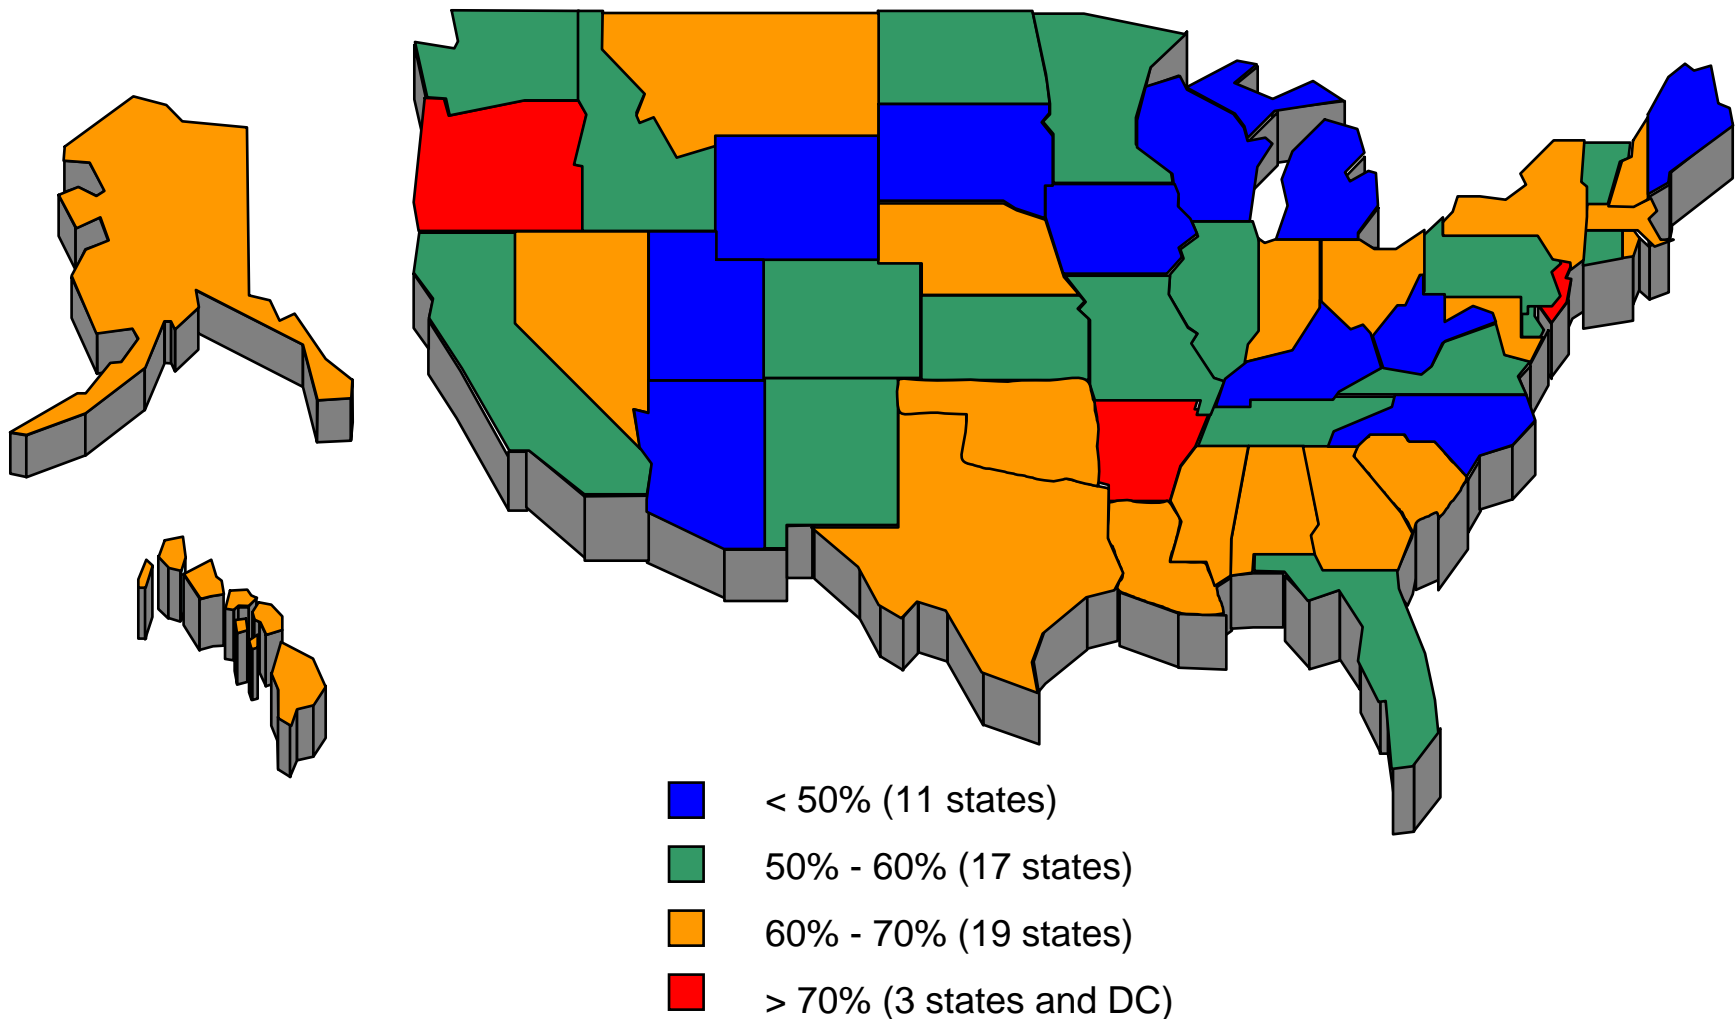 < 50% (11 states)
50% - 60% (17 states)
60% - 70% (19 states)
> 70% (3 states and DC)